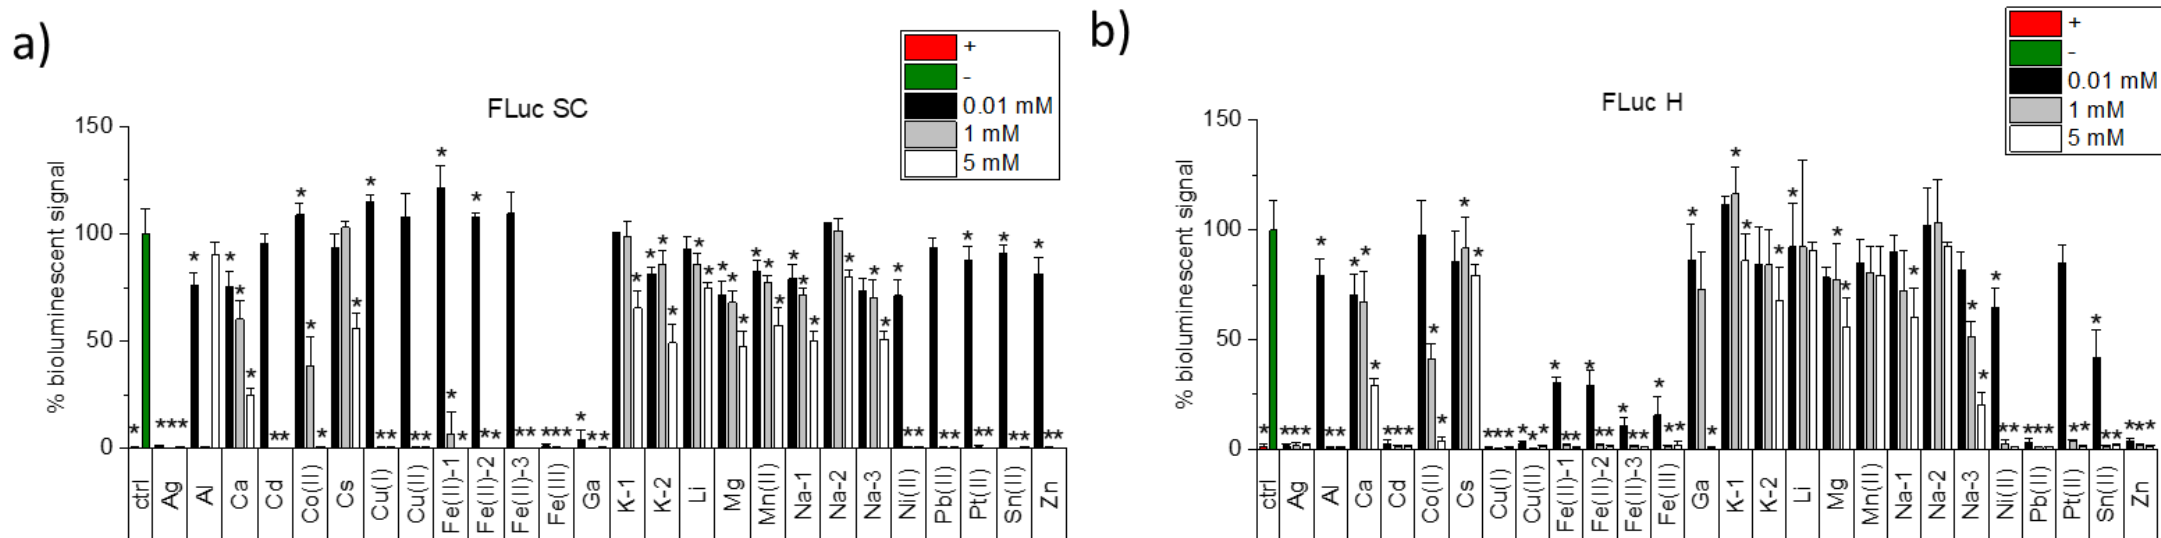 a)
FLuc SC
+
-
0.01 mM
1 mM
5 mM
% bioluminescent signal
150
100
50
0
* *** * * ** * * * * ** * ** ** * * * ** ** *** * ** * * * * * * * * * * * * * * * * * * ** ** * ** * ** * **
ctrl
Ag
Al
Ca
Cd
Co(II)
Cs
Cu(I)
Cu(II)
Fe(II)-1
Fe(II)-2
Fe(II)-3
Fe(III)
Ga
K-1
K-2
Li
Mg
Mn(II)
Na-1
Na-2
Na-3
Ni(II)
Pb(II)
Pt(II)
Sn(II)
Zn
b)
FLuc H
+
-
0.01 mM
1 mM
5 mM
% bioluminescent signal
150
100
50
0
* *** * ** * * * *** * * * * *** * * * * ** * ** * ** * ** * * * * * * * * * * * * ** *** ** * ** ***
ctrl
Ag
Al
Ca
Cd
Co(II)
Cs
Cu(I)
Cu(II)
Fe(II)-1
Fe(II)-2
Fe(II)-3
Fe(III)
Ga
K-1
K-2
Li
Mg
Mn(II)
Na-1
Na-2
Na-3
Ni(II)
Pb(II)
Pt(II)
Sn(II)
Zn